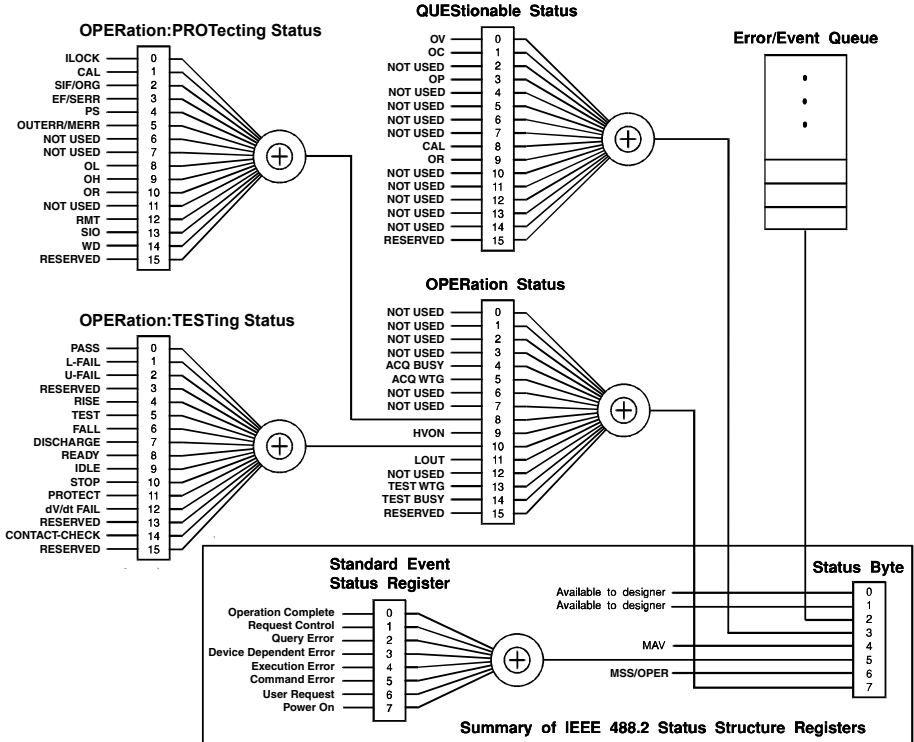 OPERation:PROTecting Status
ILOCK 0
CAL 1
SIF/ORG 2
EF/SERR 3
PS 4
OUTERR/MERR 5
NOT USED 6
NOT USED 7
OL 8
OH 9
OR 10
NOT USED 11
RMT 12
SIO 13
WD 14
RESERVED 15
QUEStionable Status
OV 0
OC 1
NOT USED 2
OP 3
NOT USED 4
NOT USED 5
NOT USED 6
NOT USED 7
CAL 8
OR 9
NOT USED 10
NOT USED 11
NOT USED 12
NOT USED 13
NOT USED 14
RESERVED 15
Error/Event Queue
OPERation:TESTing Status
PASS 0
L-FAIL 1
U-FAIL 2
RESERVED 3
RISE 4
TEST 5
FALL 6
DISCHARGE 7
READY 8
IDLE 9
STOP 10
PROTECT 11
dV/dt FAIL 12
RESERVED 13
CONTACT-CHECK 14
RESERVED 15
OPERation Status
NOT USED 0
NOT USED 1
NOT USED 2
NOT USED 3
ACQ BUSY 4
ACQ WTG 5
NOT USED 6
NOT USED 7
8
HVON 9
10
LOUT 11
NOT USED 12
TEST WTG 13
TEST BUSY 14
RESERVED 15
Standard Event
Status Register
Operation Complete 0
Request Control 1
Query Error 2
Device Dependent Error 3
Execution Error 4
Command Error 5
User Request 6
Power On 7
Status Byte
Available to designer 0
Available to designer 1
2
3
MAV 4
5
MSS/OPER 6
7
Summary of IEEE 488.2 Status Structure Registers